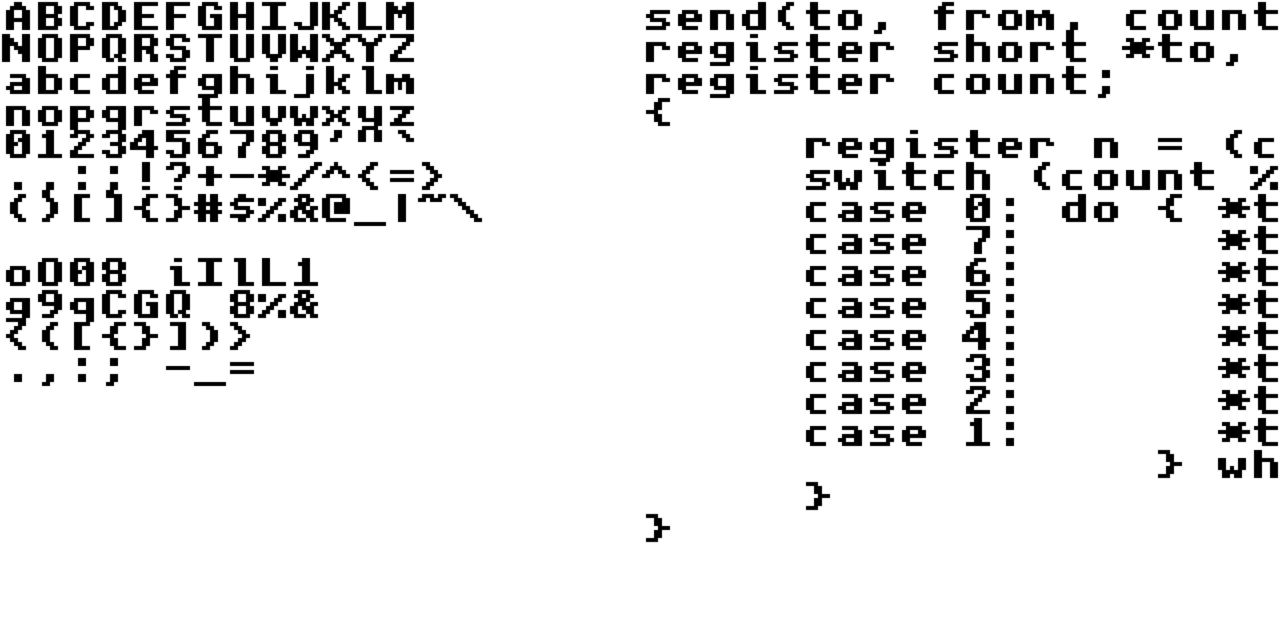 ABCDEFGHIJKLM
NOPQRSTUVWXYZ
abcdefghijklm
nopqrstuvwxyz
0123456789´¨`
.,:;!?+-*/^<=>
()[]{}#$%&@_|~\
oO08 iIlL1
g9qCGQ 8%&
<([{}])>
.,:; -_=
send(to, from, count
register short *to,
register count;
{
register n = (c
switch (count %
case 0: do { *t
case 7: *t
case 6: *t
case 5: *t
case 4: *t
case 3: *t
case 2: *t
case 1: *t
} wh
}
}